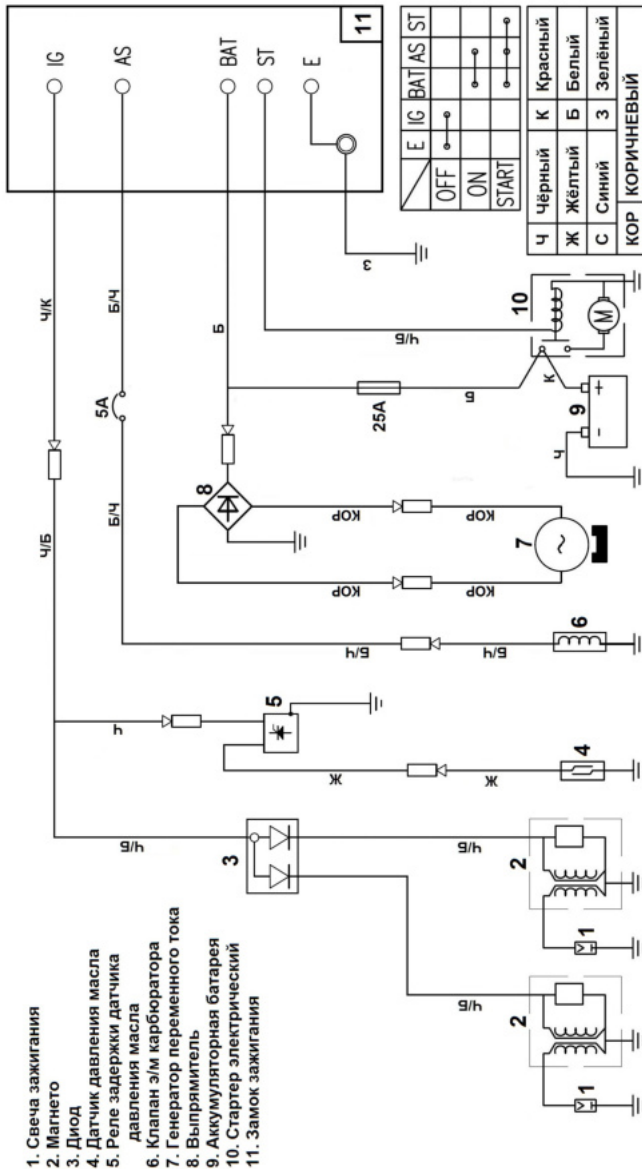 1. Свеча зажигания
2. Магнето
3. Диод
4. Датчик давления масла
5. Реле задержки датчика
давления масла
6. Клапан э/м карбюратора
7. Генератор переменного тока
8. Выпрямитель
9. Аккумуляторная батарея
10. Стартер электрический
11. Замок зажигания
11
IG
AS
BAT
ST
E
Ч/Б
Ч/К
Б/Ч
5A
Б/Ч
Б
З
Ч/Б
3
Ч/Б
Ч/Б
Ч/Б
Ч
5
Ж
Ж
4
Б/Ч
Б/Ч
6
8
КОР
КОР
КОР
КОР
7
25A
Б
Ч/Б
К
Ч
9
10
M
1
2
1
2
E IG BAT AS ST
OFF
ON
START
Ч Чёрный К Красный
Ж Жёлтый Б Белый
С Синий З Зелёный
КОР КОРИЧНЕВЫЙ